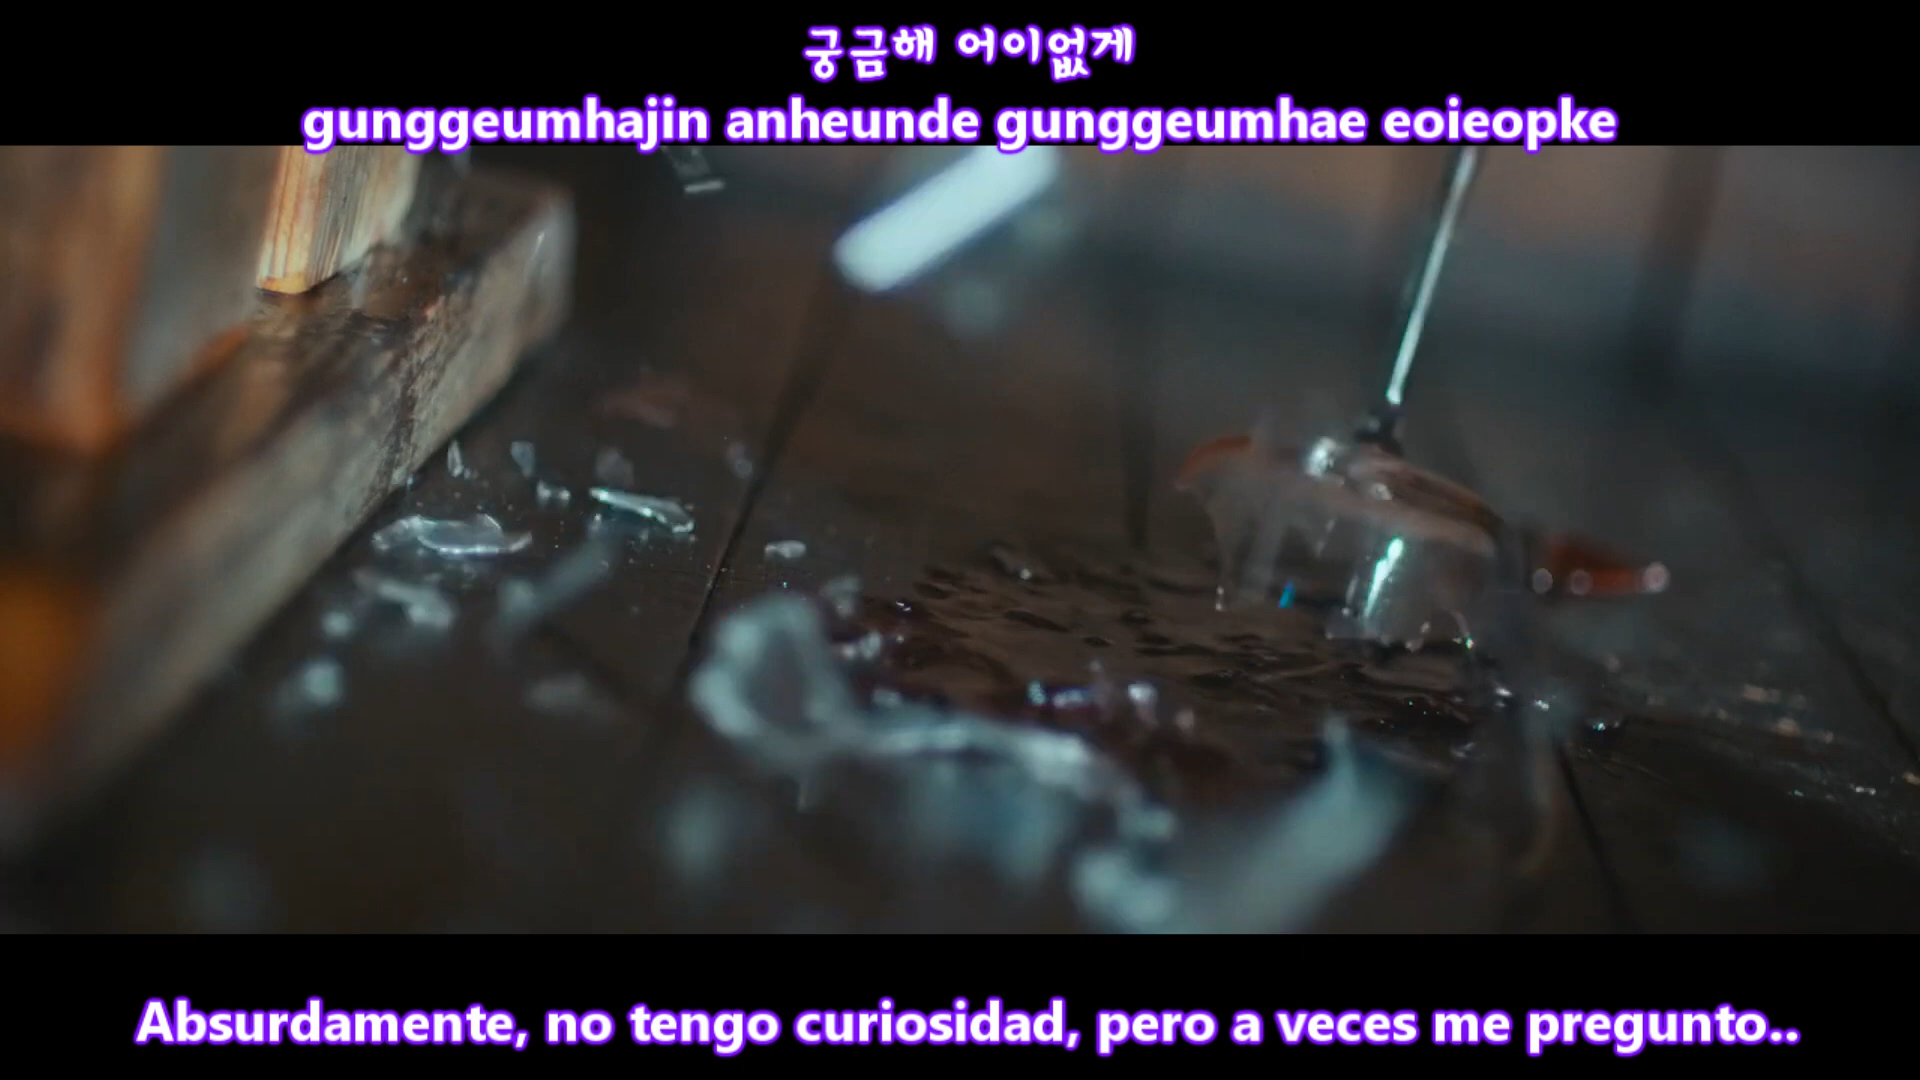 궁금해 어이없게
gunggeumhajin anheunde gunggeumhae eoieopke
Absurdamente, no tengo curiosidad, pero a veces me pregunto..